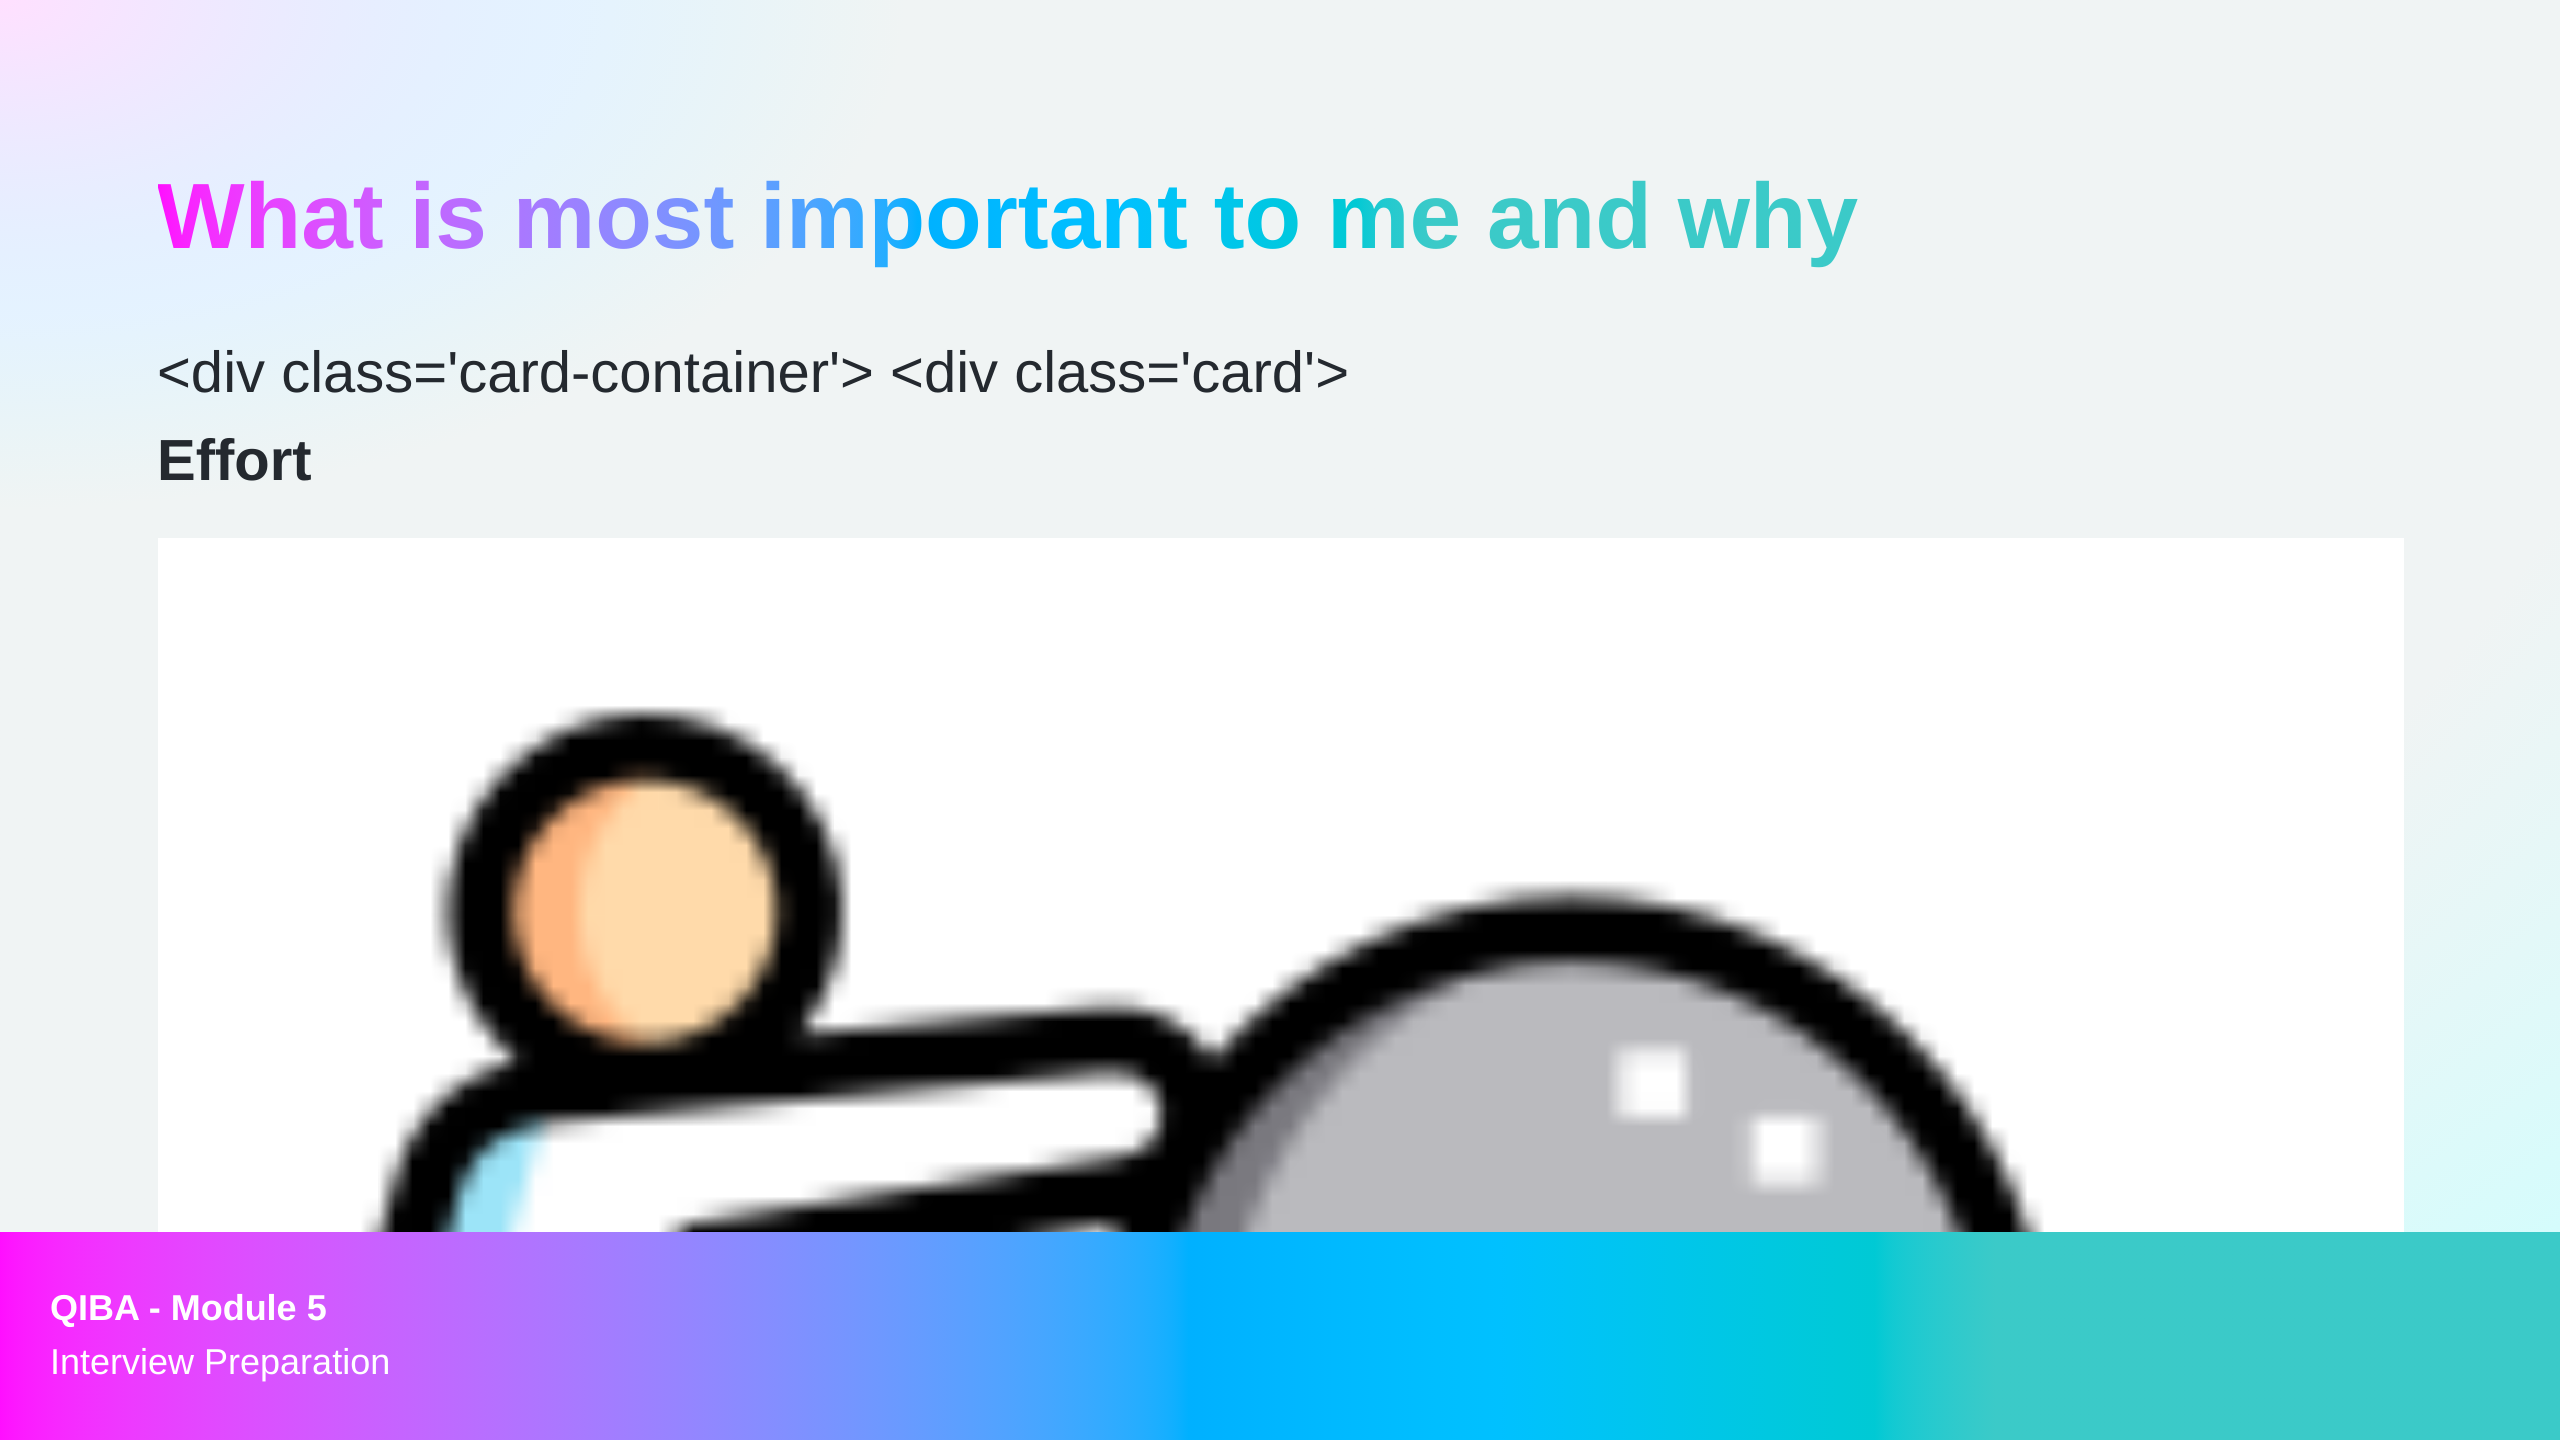 What is most important to me and why
<div class='card-container'> <div class='card'>
Effort
QIBA - Module 5
Interview Preparation